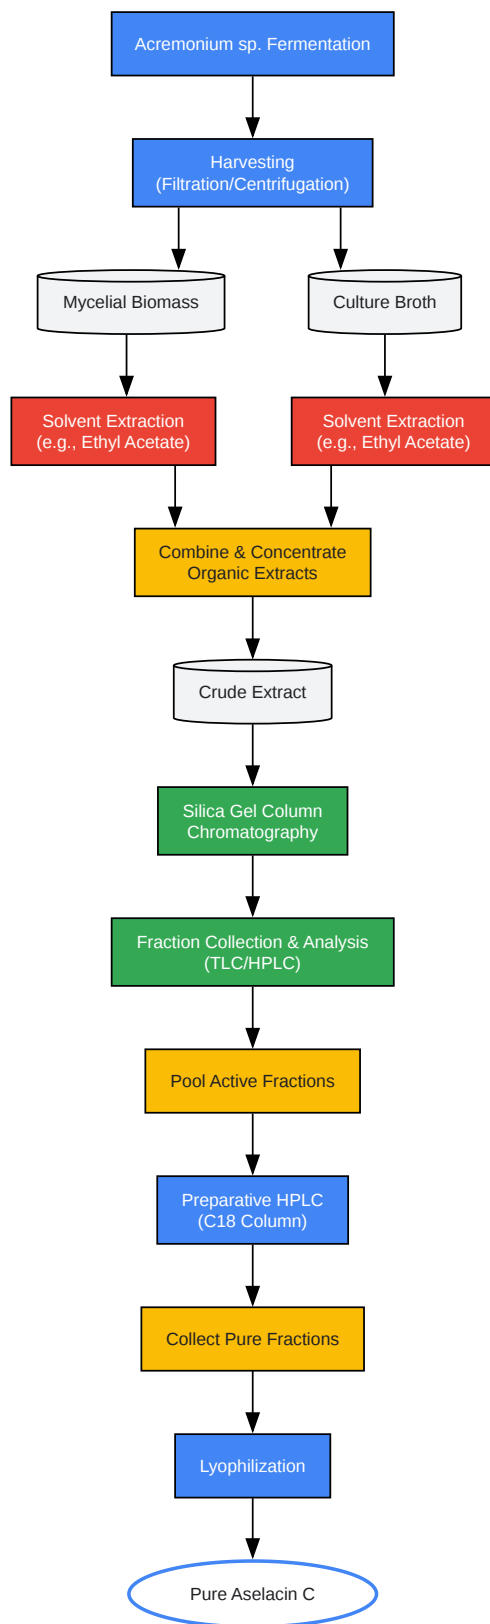 Acremonium sp. Fermentation
Harvesting
(Filtration/Centrifugation)
Mycelial Biomass
Culture Broth
Solvent Extraction
(e.g., Ethyl Acetate)
Solvent Extraction
(e.g., Ethyl Acetate)
Combine & Concentrate
Organic Extracts
Crude Extract
Silica Gel Column
Chromatography
Fraction Collection & Analysis
(TLC/HPLC)
Pool Active Fractions
Preparative HPLC
(C18 Column)
Collect Pure Fractions
Lyophilization
Pure Aselacin C